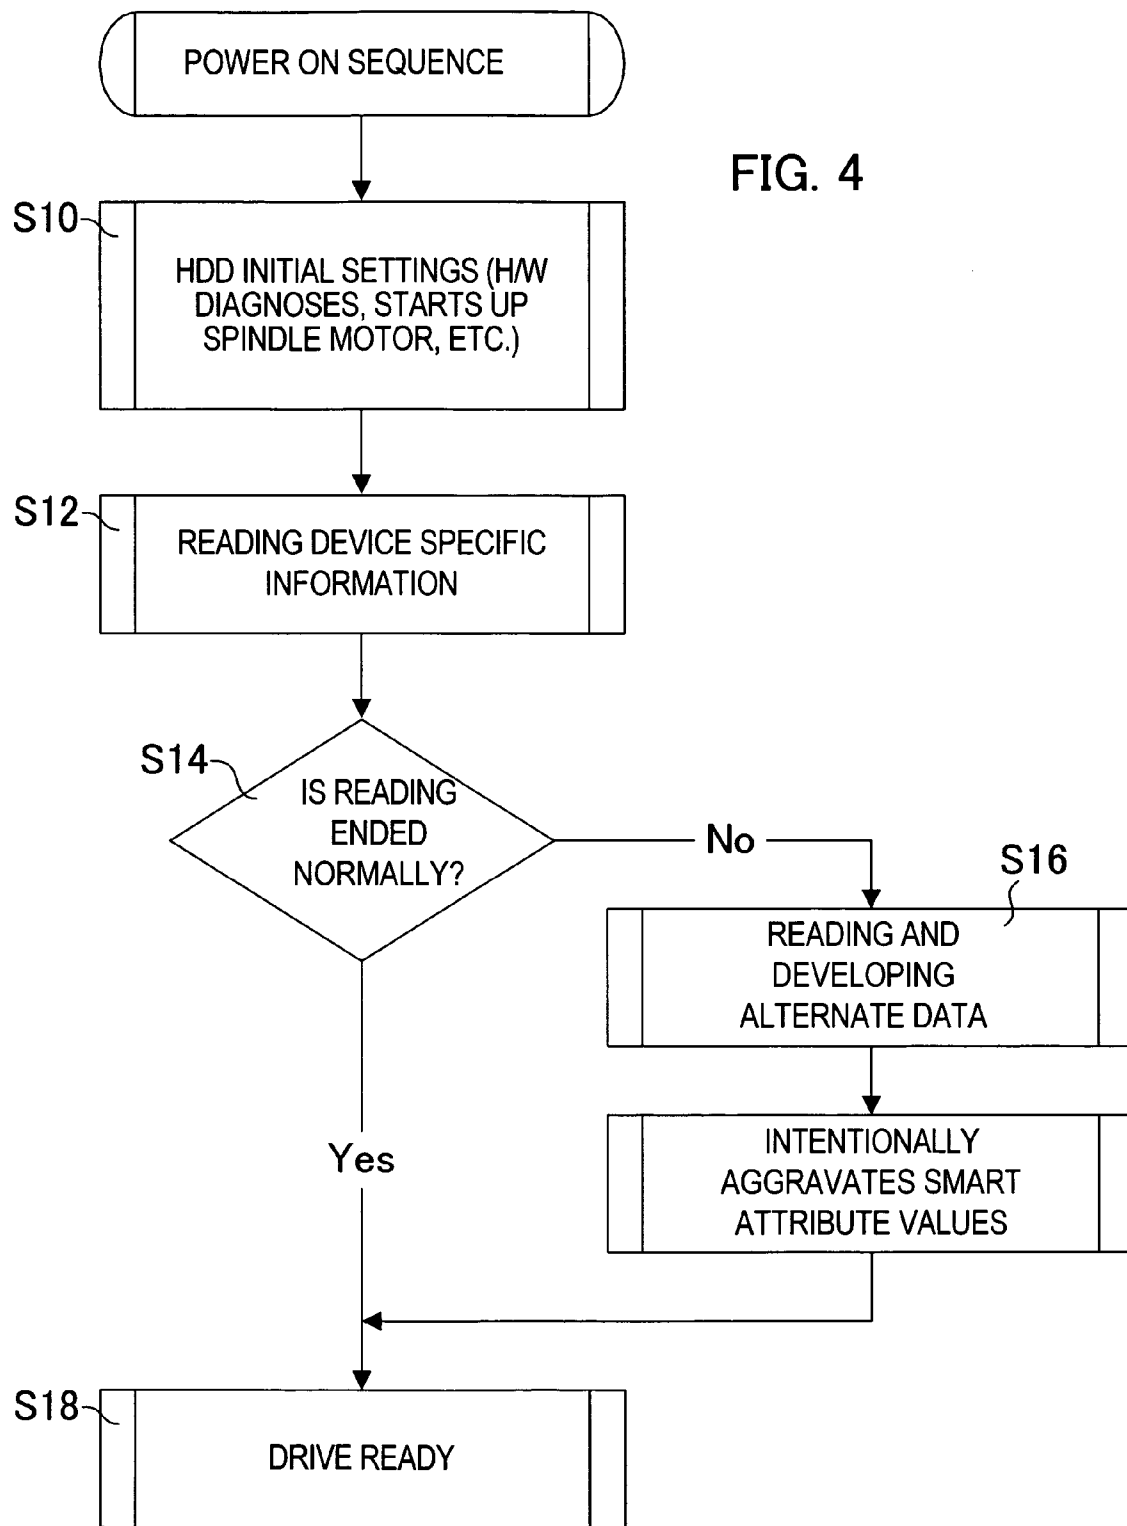 POWER ON SEQUENCE
FIG. 4
S10
HDD INITIAL SETTINGS (H/W
DIAGNOSES, STARTS UP
SPINDLE MOTOR, ETC.)
S12
READING DEVICE SPECIFIC
INFORMATION
S14
IS READING
ENDED
NORMALLY?
No
S16
READING AND
DEVELOPING
ALTERNATE DATA
Yes
INTENTIONALLY
AGGRAVATES SMART
ATTRIBUTE VALUES
S18
DRIVE READY